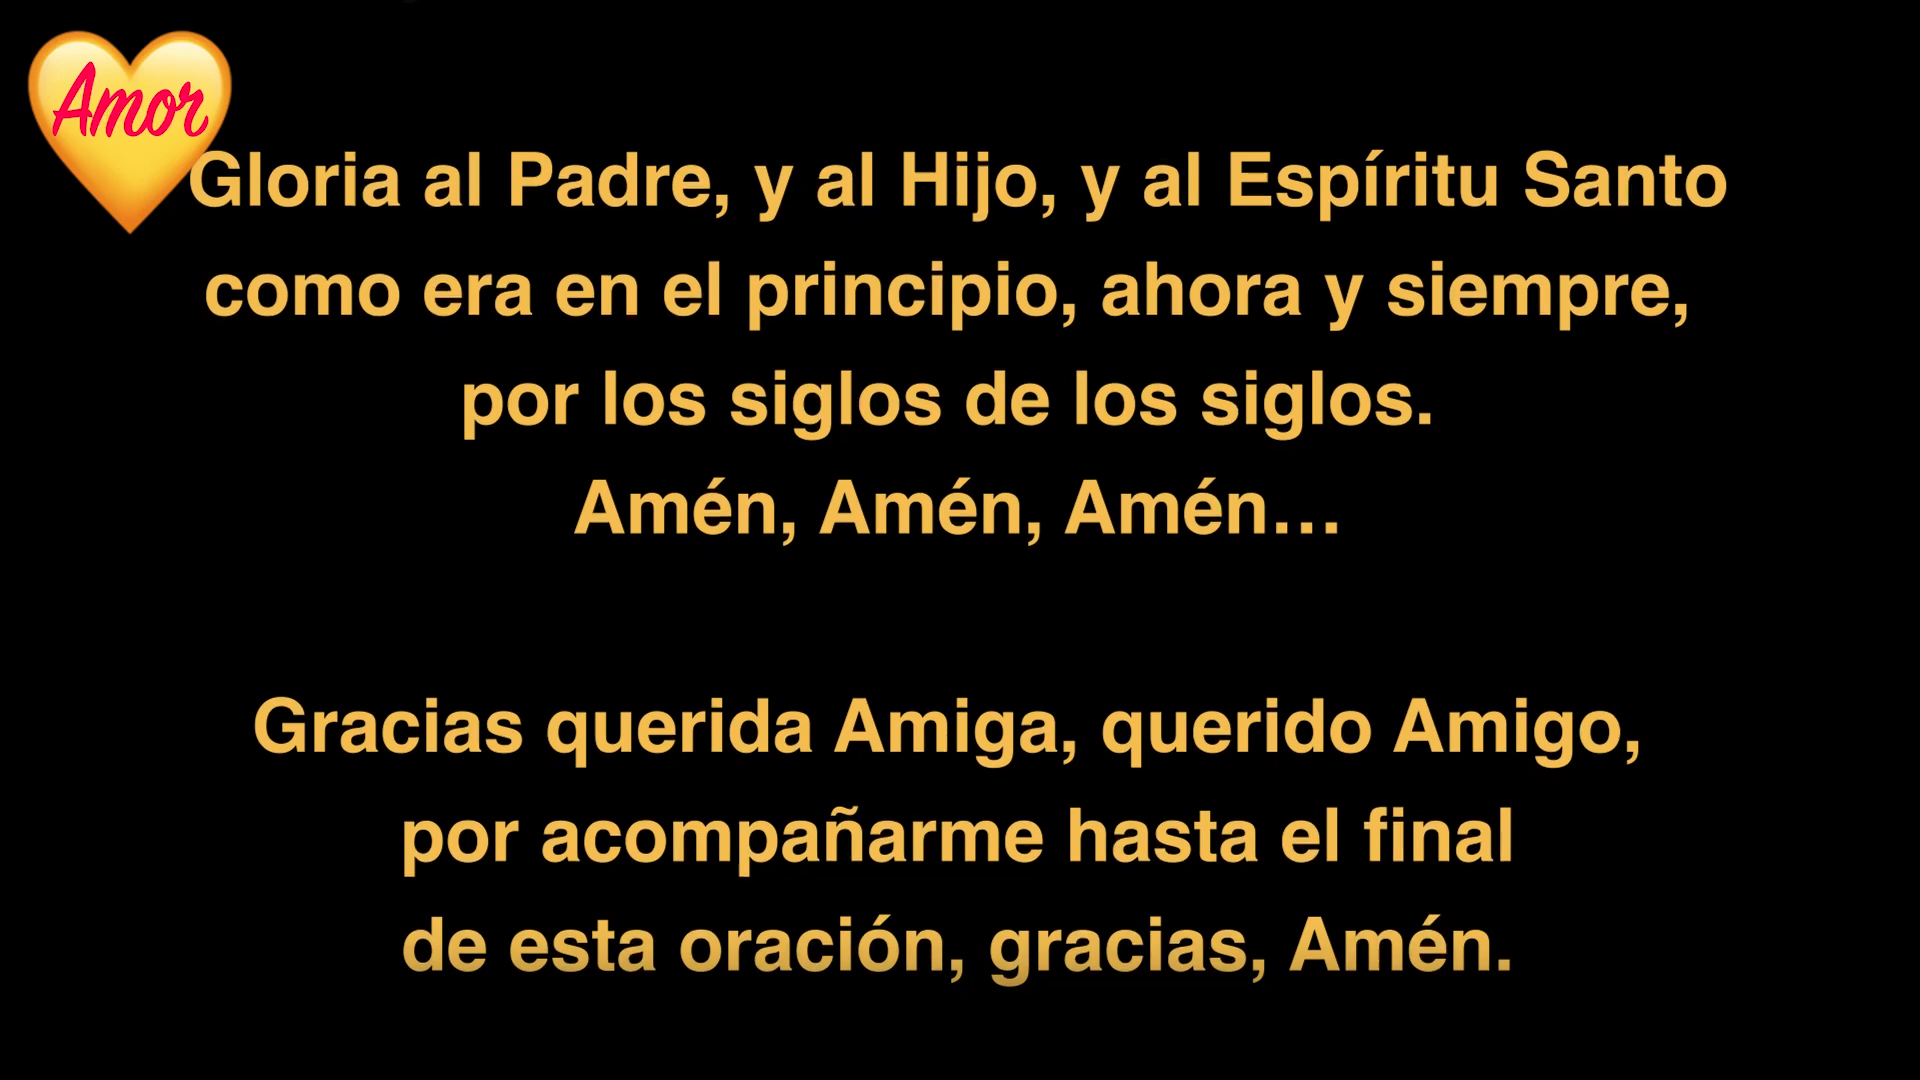 Amor
Gloria al Padre, y al Hijo, y al Espíritu Santo
como era en el principio, ahora y siempre,
por los siglos de los siglos.
Amén, Amén, Amén…
Gracias querida Amiga, querido Amigo,
por acompañarme hasta el final
de esta oración, gracias, Amén.